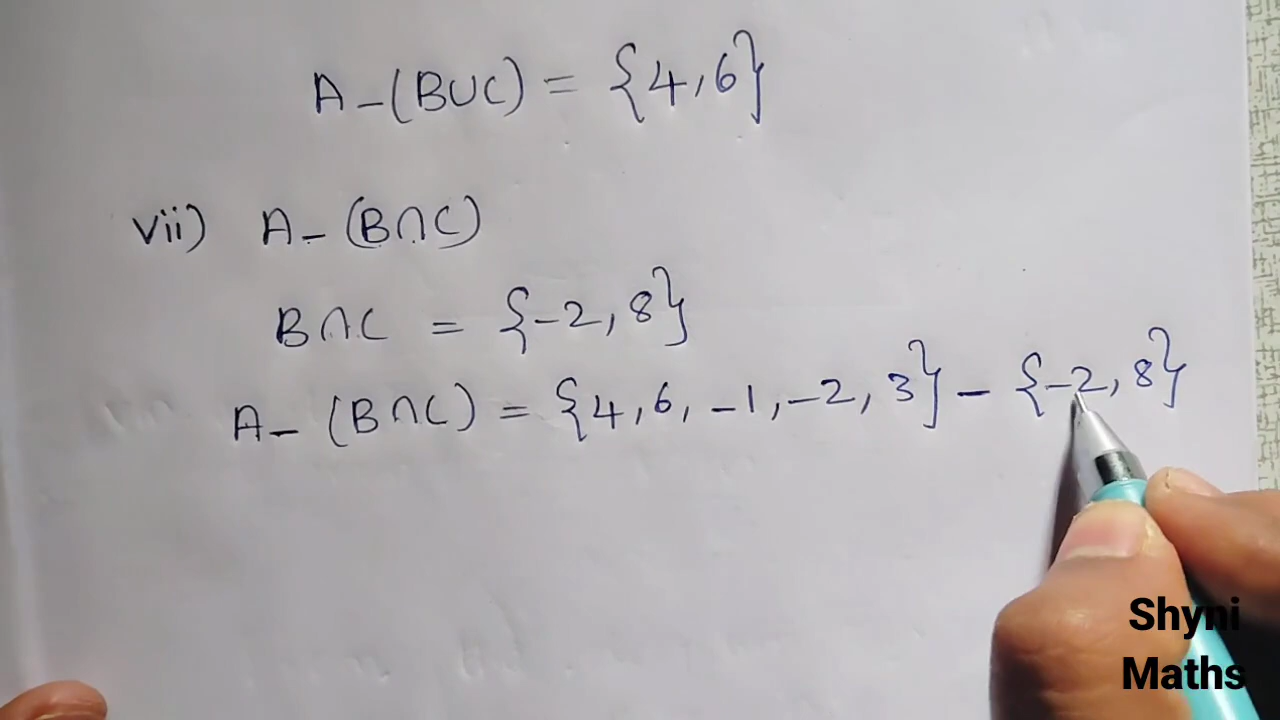 A-(B∪C) = {4,6}
vii) A-(B∩C)
B∩C = {-2,8}
A-(B∩C) = {4,6,-1,-2,3} - {-2,8}
Shyni
Maths